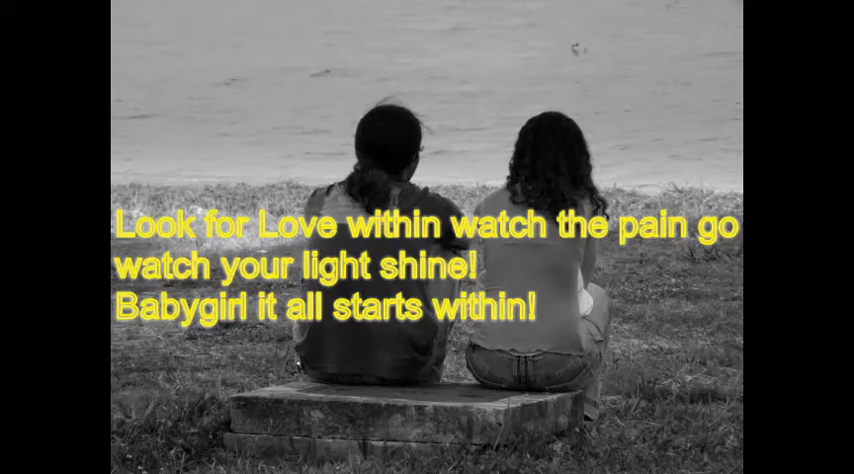 Look for Love within watch the pain go
watch your light shine!
Babygirl it all starts within!